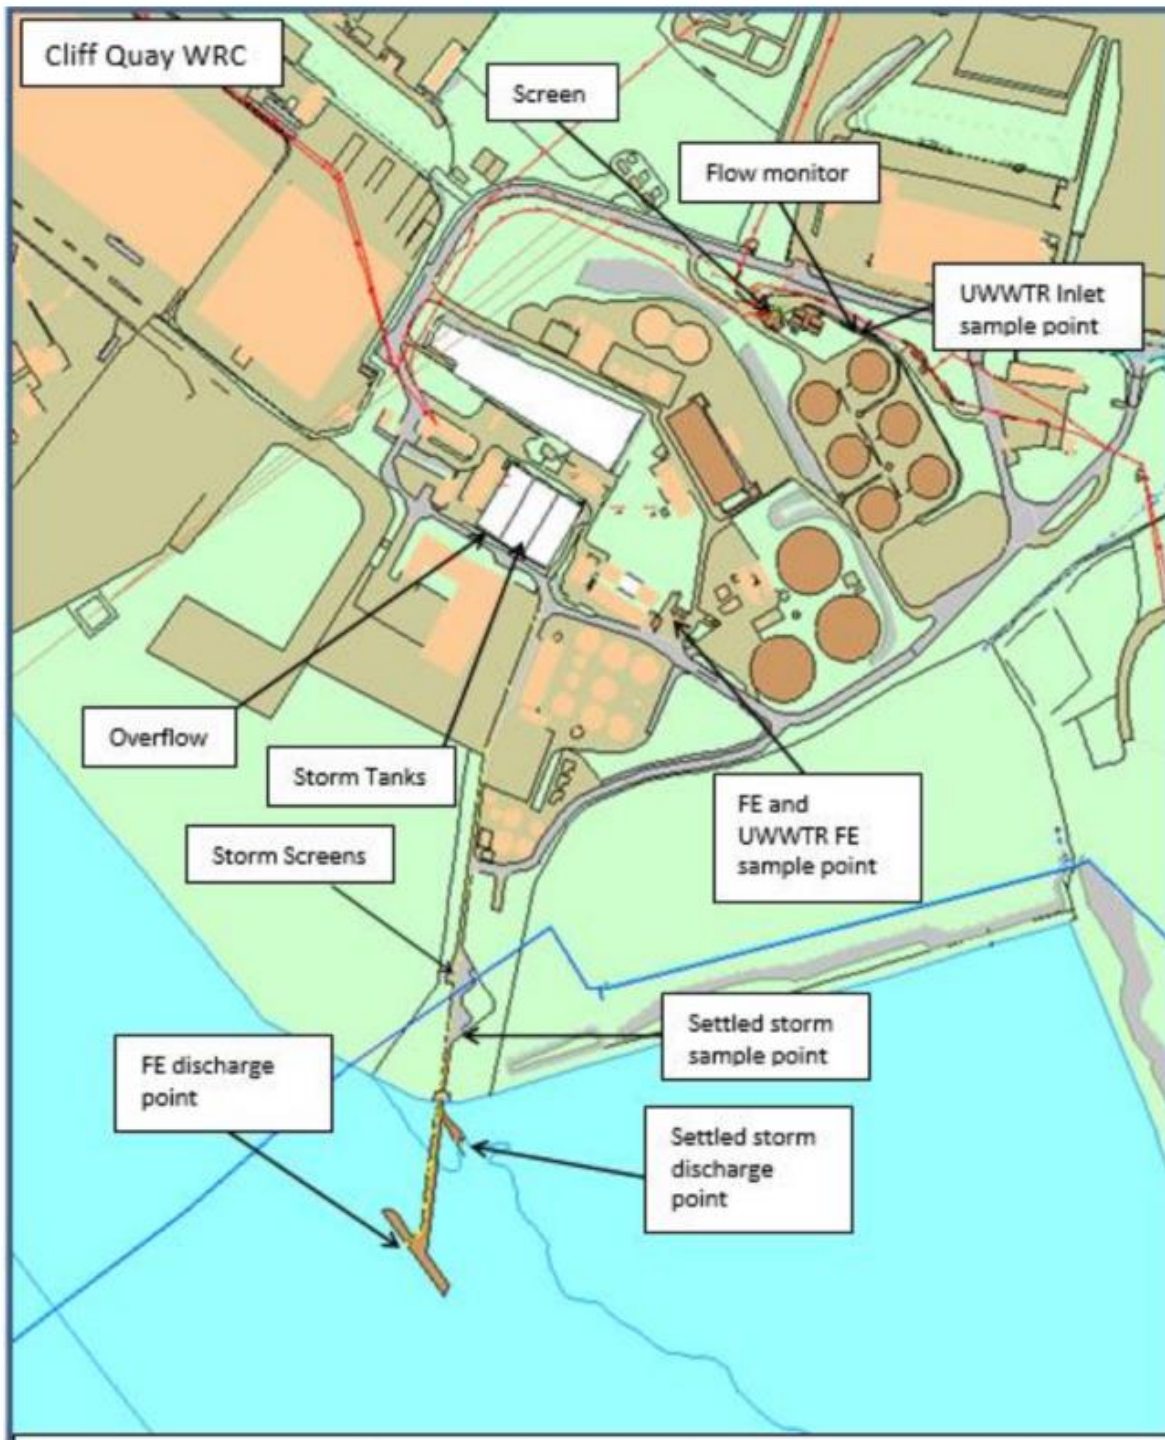 Cliff Quay WRC
Screen
Flow monitor
UWWTR Inlet
sample point
Overflow
Storm Tanks
FE and
UWWTR FE
sample point
Storm Screens
Settled storm
sample point
FE discharge
point
Settled storm
discharge
point